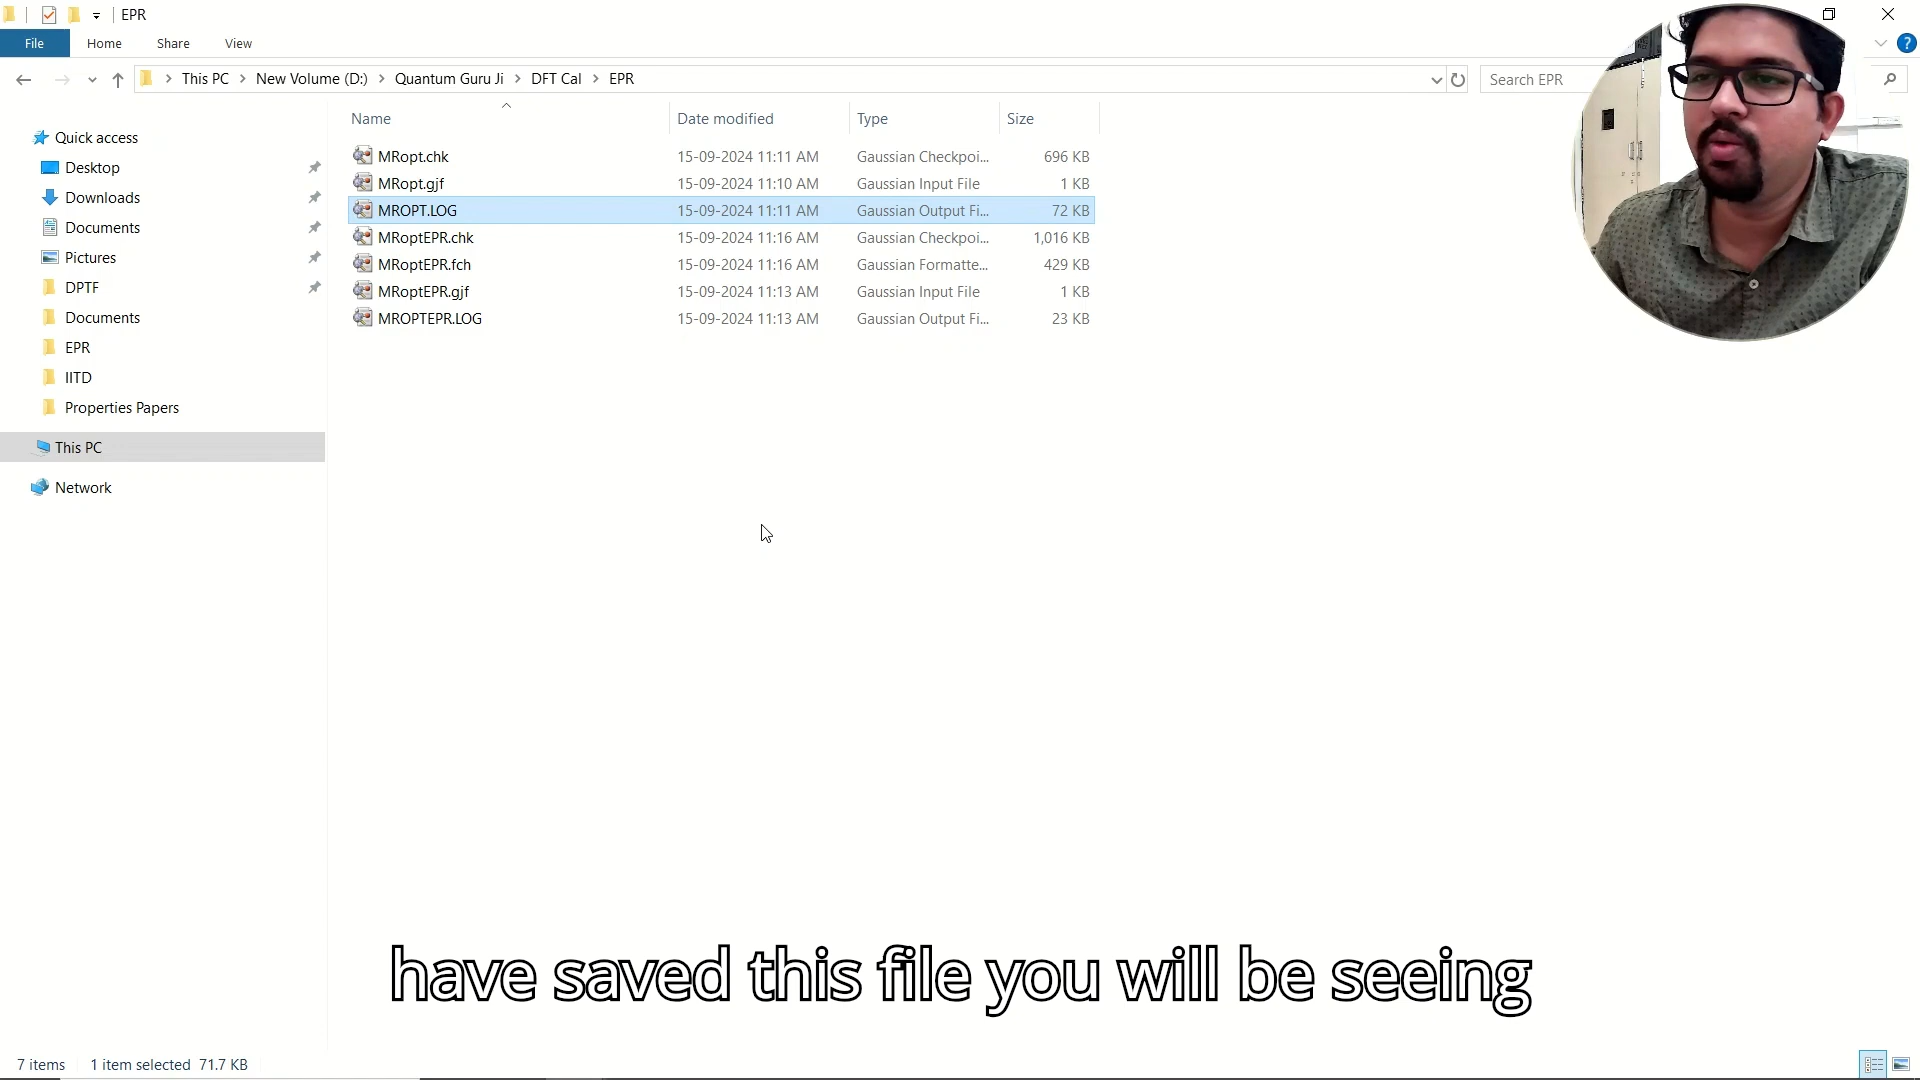 EPR
File Home Share View
This PC New Volume (D:) Quantum Guru Ji DFT Cal EPR
Search EPR
?
Name Date modified Type Size
Quick access
Desktop
Downloads
Documents
Pictures
DPTF
Documents
EPR
IITD
Properties Papers
This PC
Network
MRopt.chk 15-09-2024 11:11 AM Gaussian Checkpoi... 696 KB
MRopt.gjf 15-09-2024 11:10 AM Gaussian Input File 1 KB
MROPT.LOG 15-09-2024 11:11 AM Gaussian Output Fi... 72 KB
MRoptEPR.chk 15-09-2024 11:16 AM Gaussian Checkpoi... 1,016 KB
MRoptEPR.fch 15-09-2024 11:16 AM Gaussian Formatte... 429 KB
MRoptEPR.gjf 15-09-2024 11:13 AM Gaussian Input File 1 KB
MROPTEPR.LOG 15-09-2024 11:13 AM Gaussian Output Fi... 23 KB
have saved this file you will be seeing
7 items 1 item selected 71.7 KB